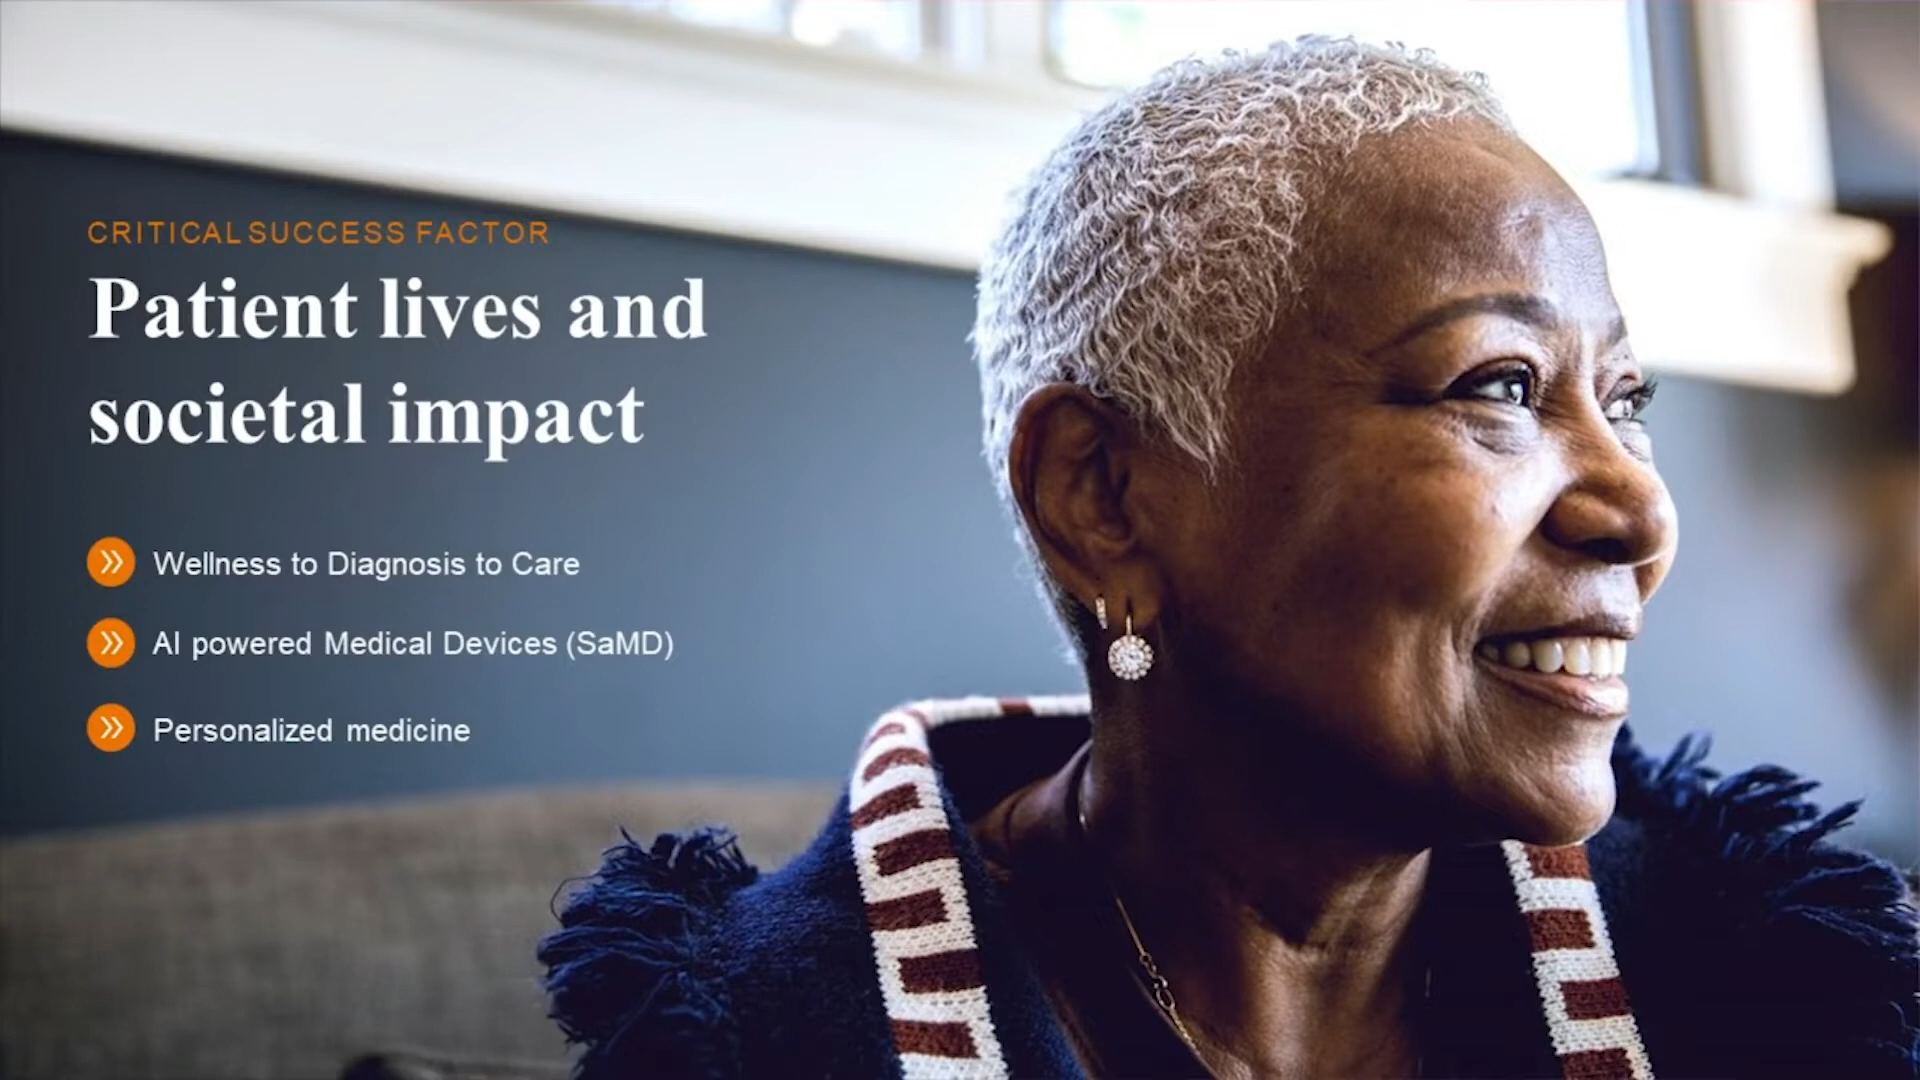 CRITICAL SUCCESS FACTOR
Patient lives and
societal impact
Wellness to Diagnosis to Care
AI powered Medical Devices (SaMD)
Personalized medicine